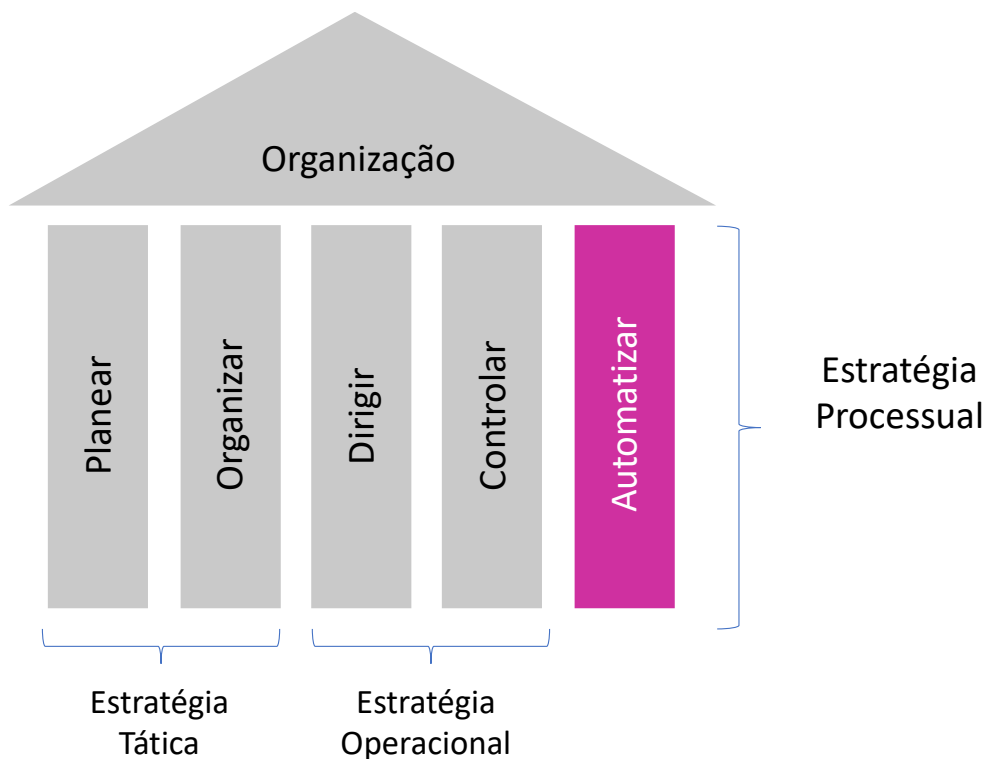 Organização
Planear
Organizar
Dirigir
Controlar
Automatizar
Estratégia
Processual
Estratégia
Tática
Estratégia
Operacional